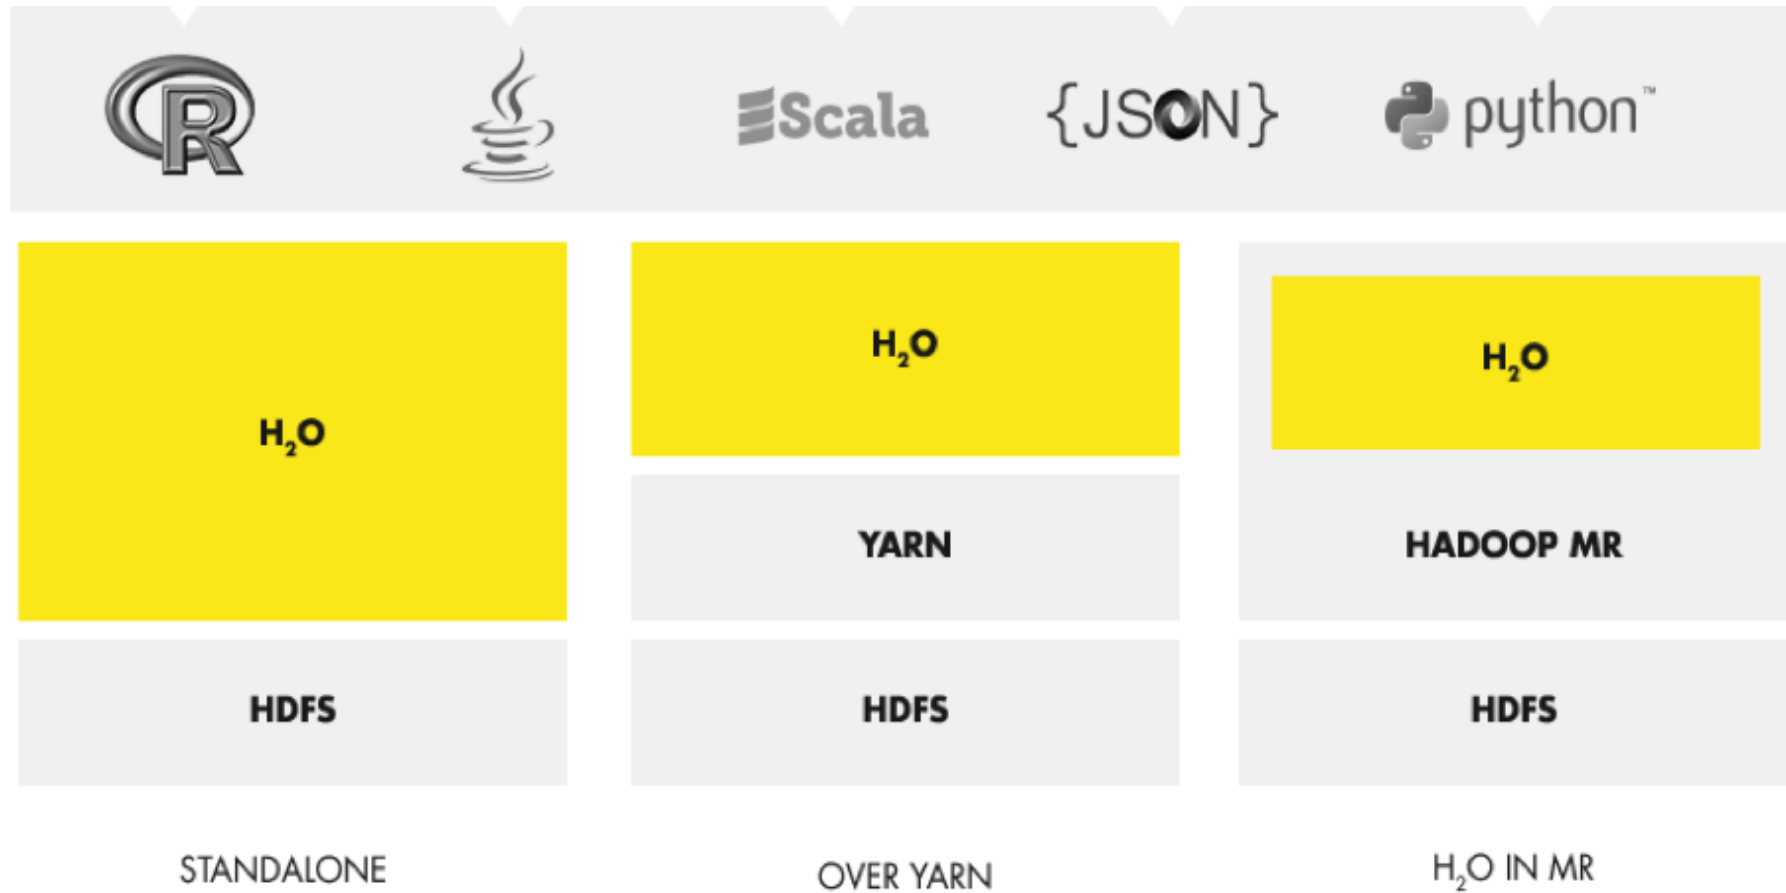 R
Scala
{JSON}
python™
H₂O
H₂O
H₂O
YARN
HADOOP MR
HDFS
HDFS
HDFS
STANDALONE
OVER YARN
H₂O IN MR